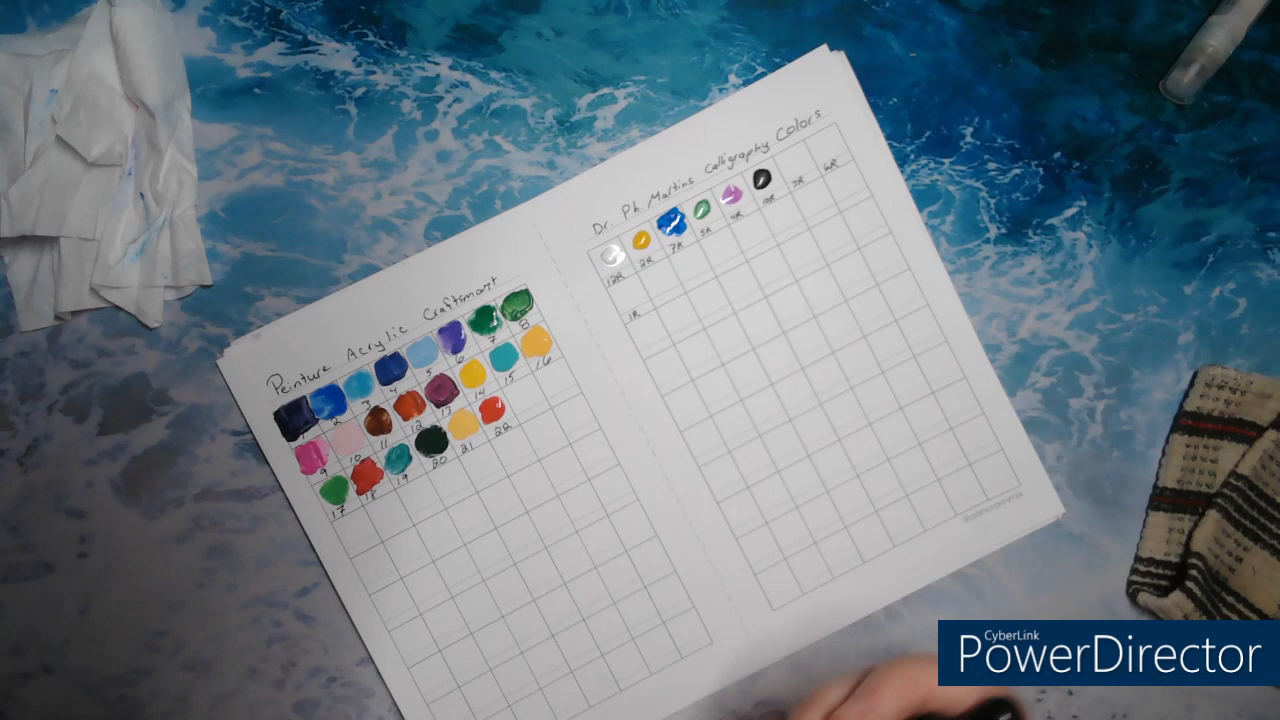 Peinture Acrylic Craftsmart
1 2 3 4 5 6 7 8
9 10 11 12 13 14 15 16
17 18 19 20 21 22
Dr. Ph Martins Calligraphy Colors
12R 2R 7R 5R 4R 10R 3R 6R
1R
CyberLink
PowerDirector